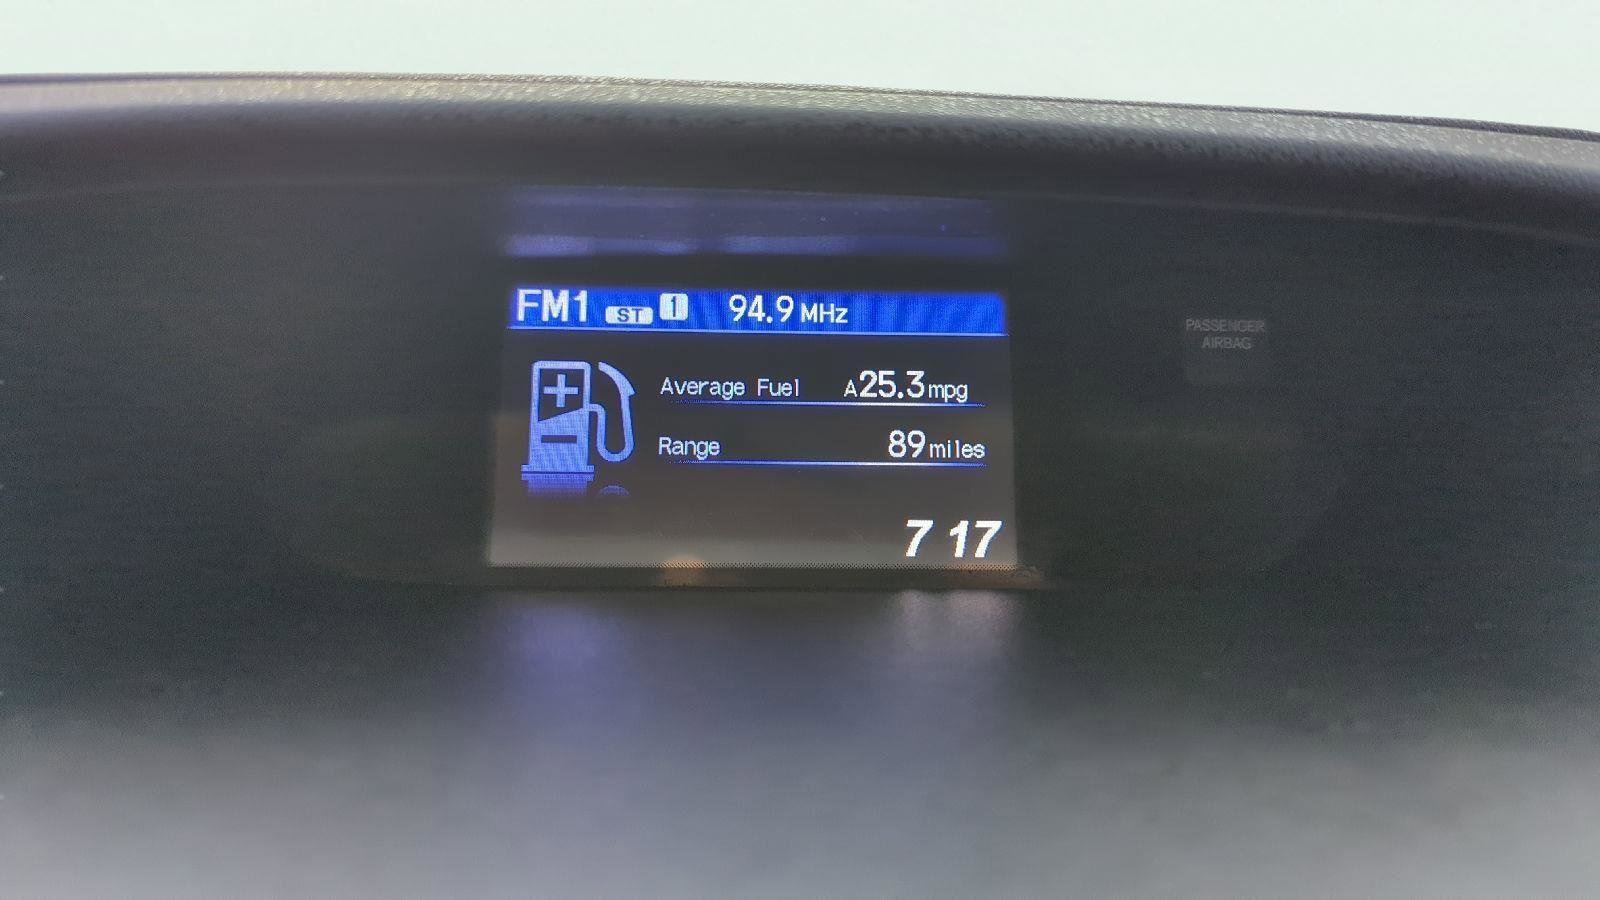 FM1 ST 1 94.9 MHz
PASSENGER
AIRBAG
Average Fuel A25.3 mpg
Range 89 miles
7 17